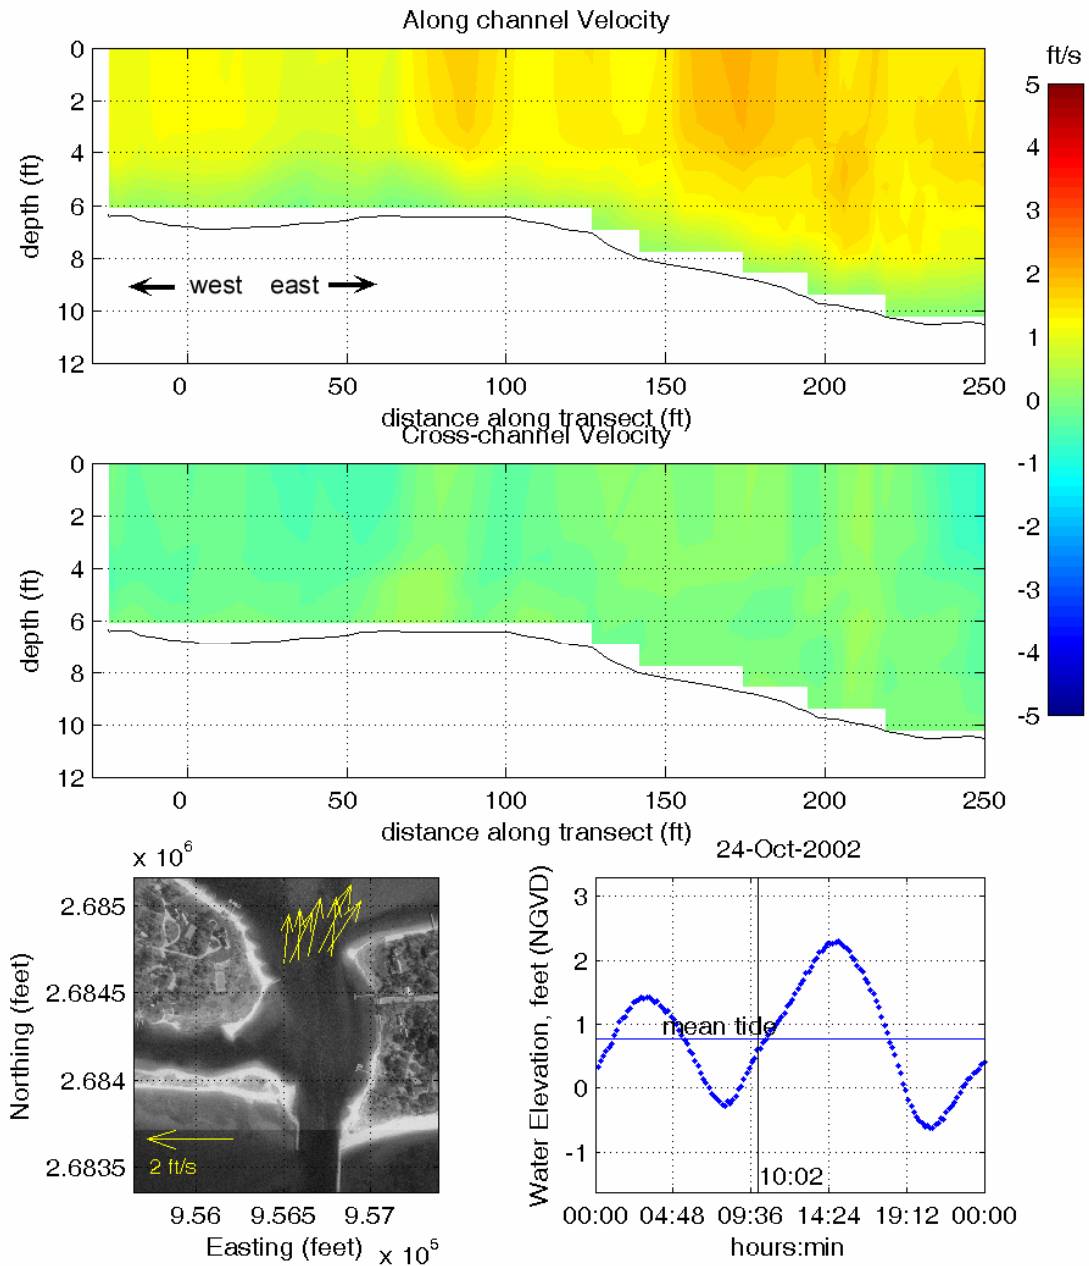 Along channel Velocity
ft/s
depth (ft)
0
2
4
6
8
10
12
west east
0 50 100 150 200 250
distance along transect (ft)
5
4
3
2
1
0
-1
-2
-3
-4
-5
Cross-channel Velocity
depth (ft)
0
2
4
6
8
10
12
0 50 100 150 200 250
distance along transect (ft)
x 10^6
Northing (feet)
2.685
2.6845
2.684
2.6835
2 ft/s
9.56 9.565 9.57
Easting (feet) x 10^5
24-Oct-2002
Water Elevation, feet (NGVD)
3
2
1
0
-1
mean tide
10:02
00:00 04:48 09:36 14:24 19:12 00:00
hours:min